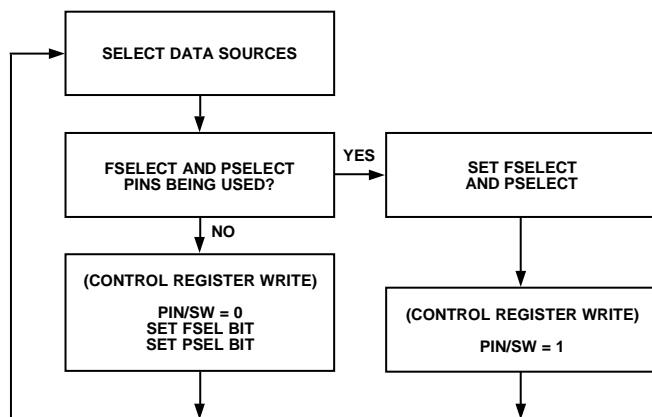 SELECT DATA SOURCES
FSELECT AND PSELECT
PINS BEING USED?
YES
SET FSELECT
AND PSELECT
NO
(CONTROL REGISTER WRITE)
PIN/SW = 0
SET FSEL BIT
SET PSEL BIT
(CONTROL REGISTER WRITE)
PIN/SW = 1